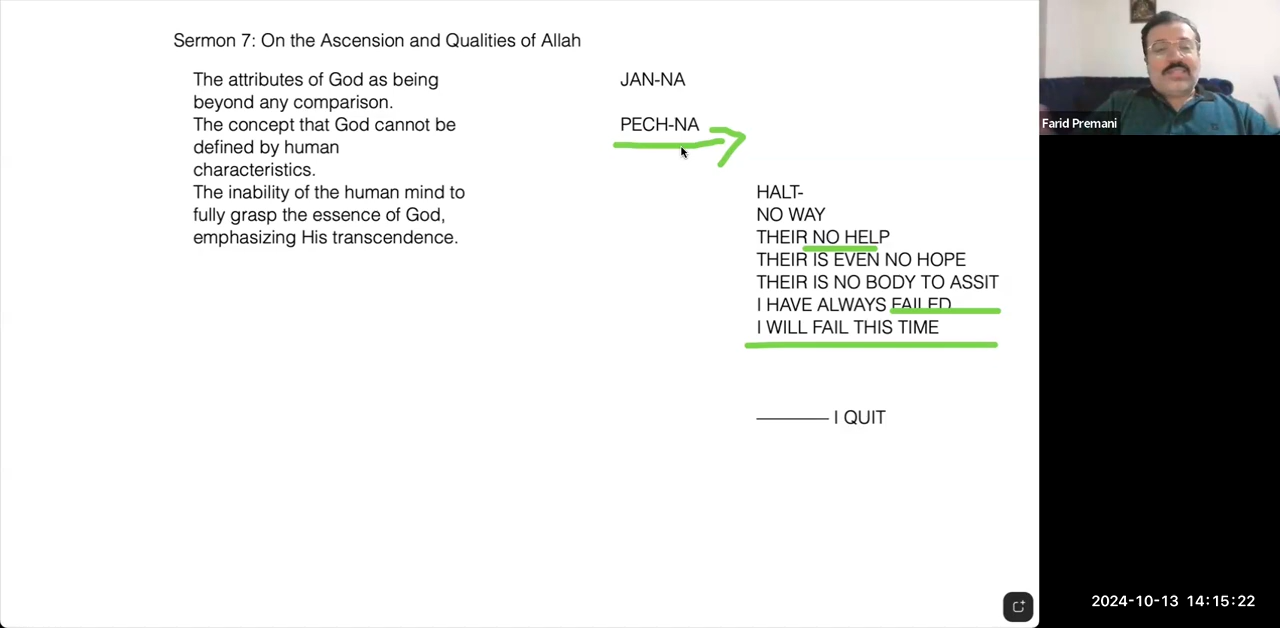 Sermon 7: On the Ascension and Qualities of Allah
The attributes of God as being
beyond any comparison.
The concept that God cannot be
defined by human
characteristics.
The inability of the human mind to
fully grasp the essence of God,
emphasizing His transcendence.
JAN-NA
PECH-NA
HALT-
NO WAY
THEIR NO HELP
THEIR IS EVEN NO HOPE
THEIR IS NO BODY TO ASSIT
I HAVE ALWAYS FAILED
I WILL FAIL THIS TIME
———— I QUIT
Farid Premani
2024-10-13 14:15:22